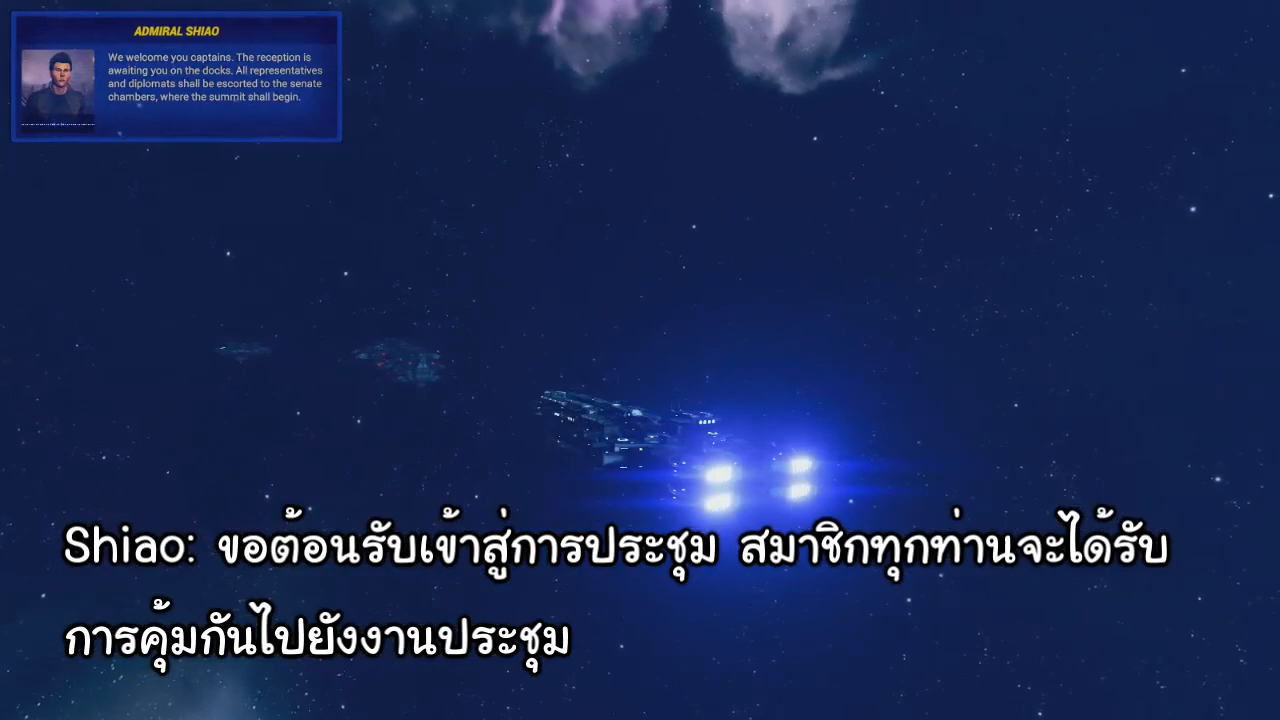 ADMIRAL SHIAO
We welcome you captains. The reception is
awaiting you on the docks. All representatives
and diplomats shall be escorted to the senate
chambers, where the summit shall begin.
Shiao: ขอต้อนรับเข้าสู่การประชุม สมาชิกทุกท่านจะได้รับ
การคุ้มกันไปยังงานประชุม